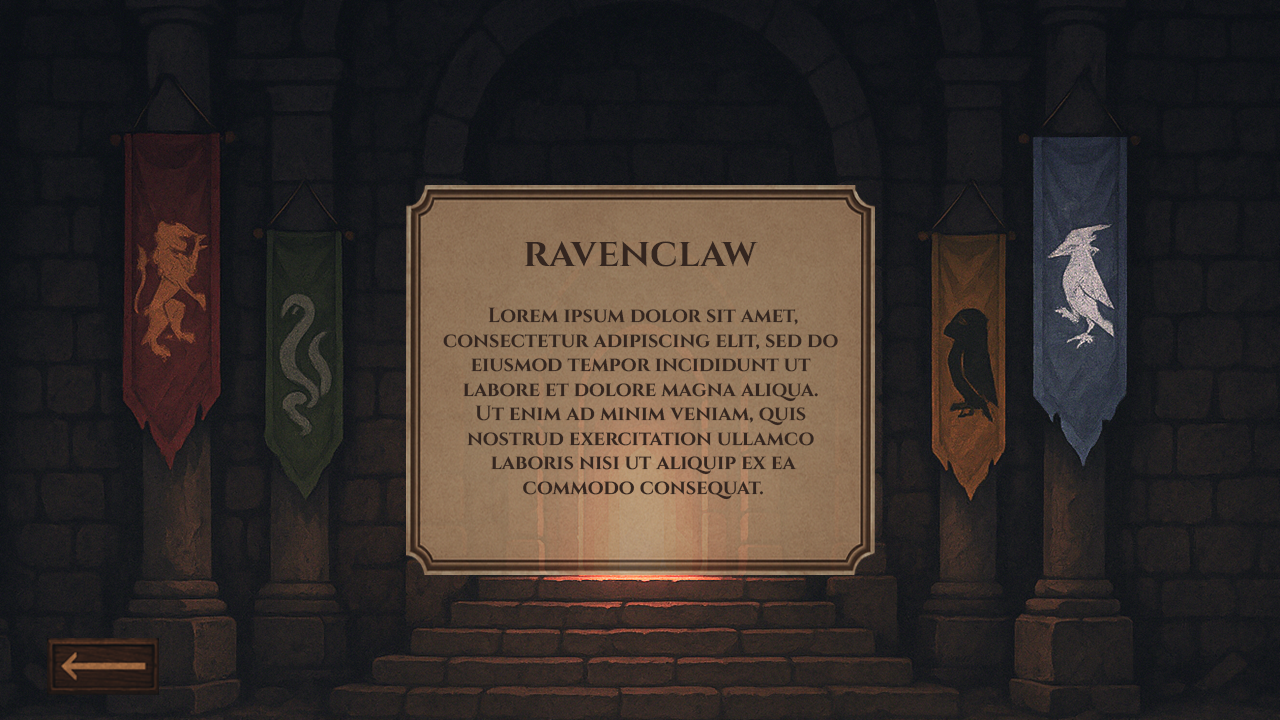 RAVENCLAW
Lorem ipsum dolor sit amet,
consectetur adipiscing elit, sed do
eiusmod tempor incididunt ut
labore et dolore magna aliqua.
Ut enim ad minim veniam, quis
nostrud exercitation ullamco
laboris nisi ut aliquip ex ea
commodo consequat.